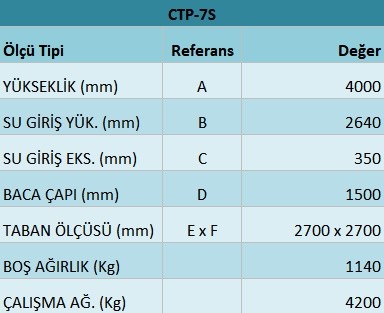 CTP-7S
Ölçü Tipi Referans Değer
YÜKSEKLİK (mm) A 4000
SU GİRİŞ YÜK. (mm) B 2640
SU GİRİŞ EKS. (mm) C 350
BACA ÇAPI (mm) D 1500
TABAN ÖLÇÜSÜ (mm) E x F 2700 x 2700
BOŞ AĞIRLIK (Kg) 1140
ÇALIŞMA AĞ. (Kg) 4200